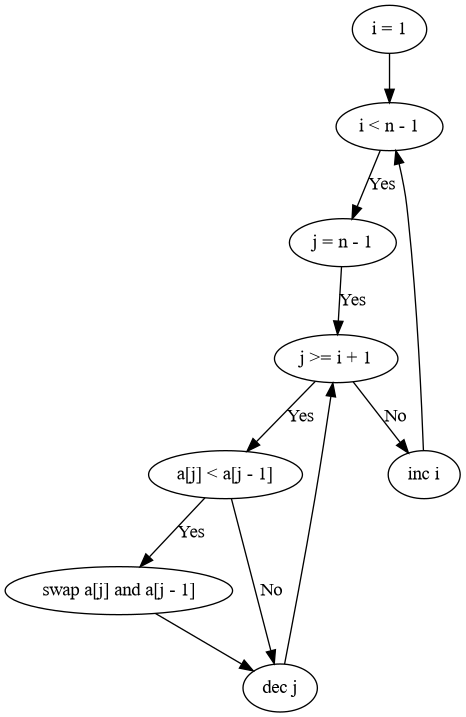 i = 1
i < n - 1
Yes
j = n - 1
Yes
j >= i + 1
Yes
No
a[j] < a[j - 1]
inc i
Yes
swap a[j] and a[j - 1]
No
dec j